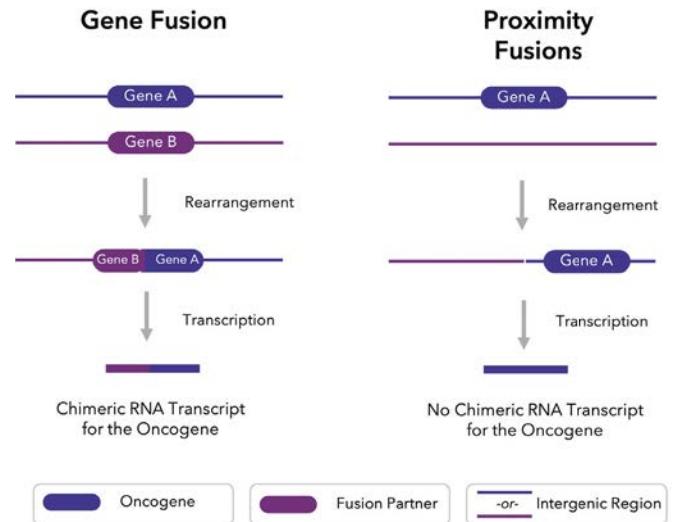 Gene Fusion
Gene A
Gene B
Rearrangement
Gene B Gene A
Transcription
Chimeric RNA Transcript
for the Oncogene
Proximity
Fusions
Gene A
Rearrangement
Gene A
Transcription
No Chimeric RNA Transcript
for the Oncogene
Oncogene
Fusion Partner
-or- Intergenic Region